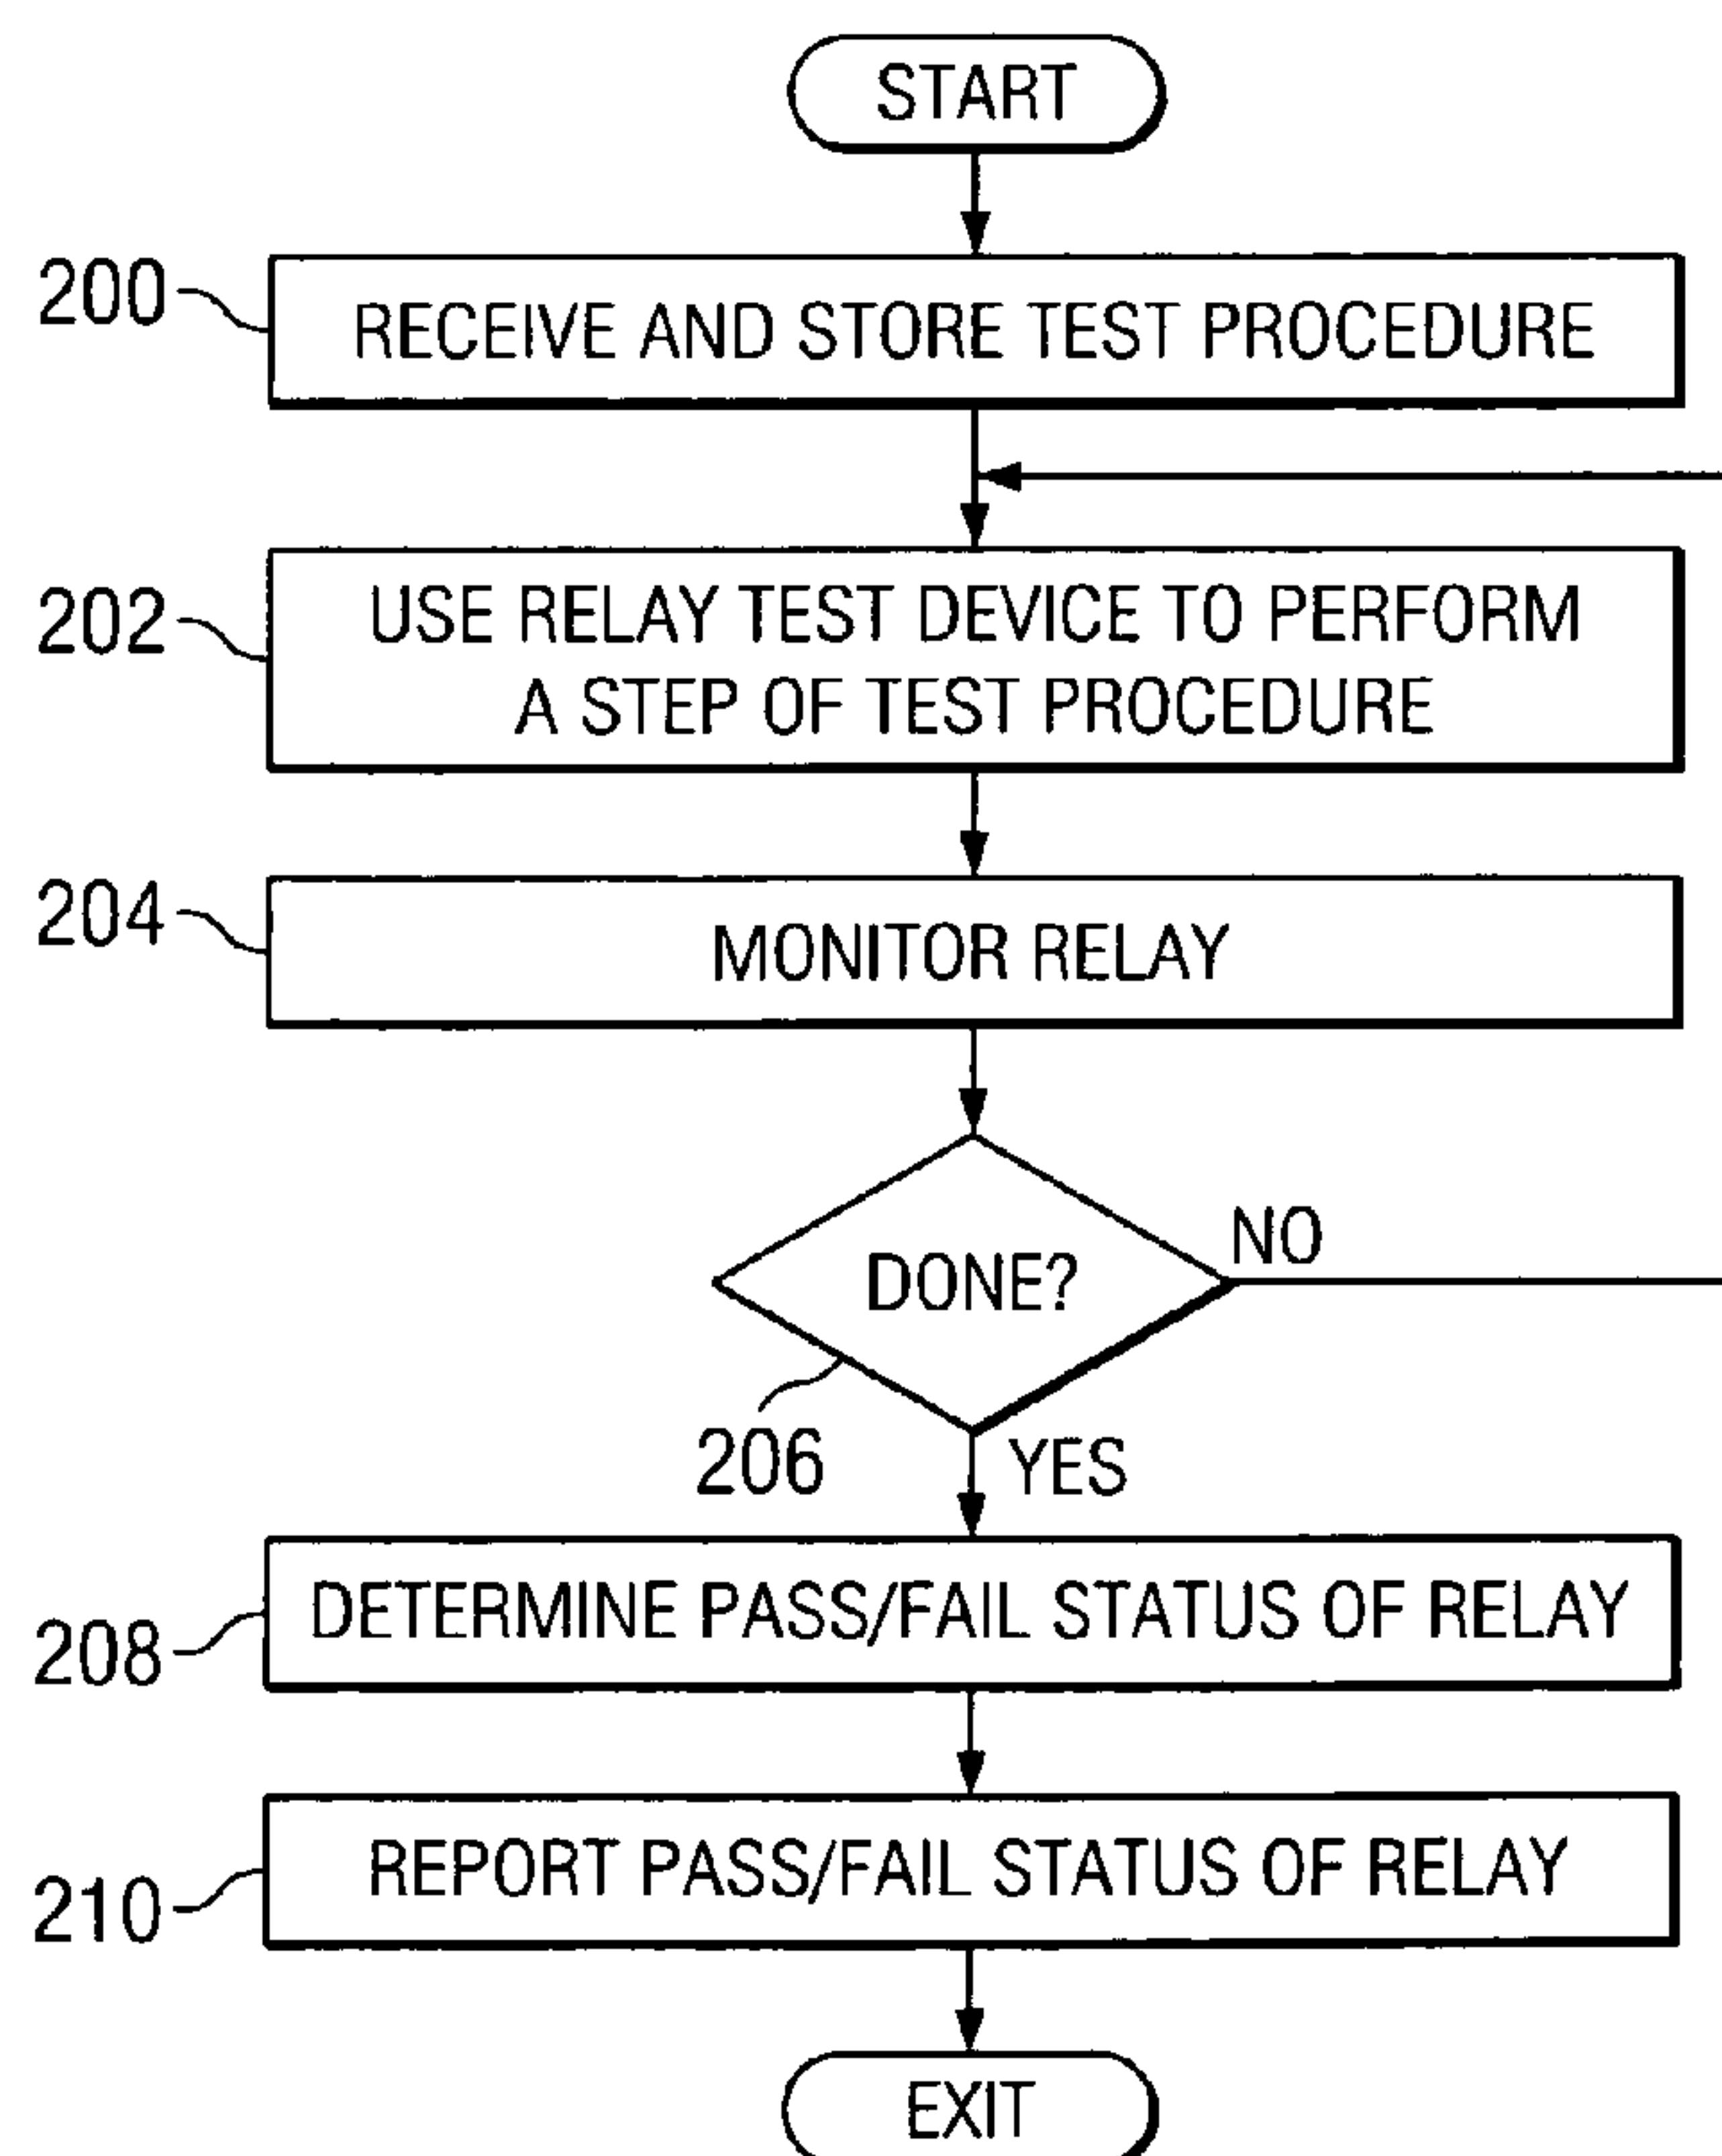 START
200
RECEIVE AND STORE TEST PROCEDURE
202
USE RELAY TEST DEVICE TO PERFORM
A STEP OF TEST PROCEDURE
204
MONITOR RELAY
DONE?
NO
206
YES
208
DETERMINE PASS/FAIL STATUS OF RELAY
210
REPORT PASS/FAIL STATUS OF RELAY
EXIT